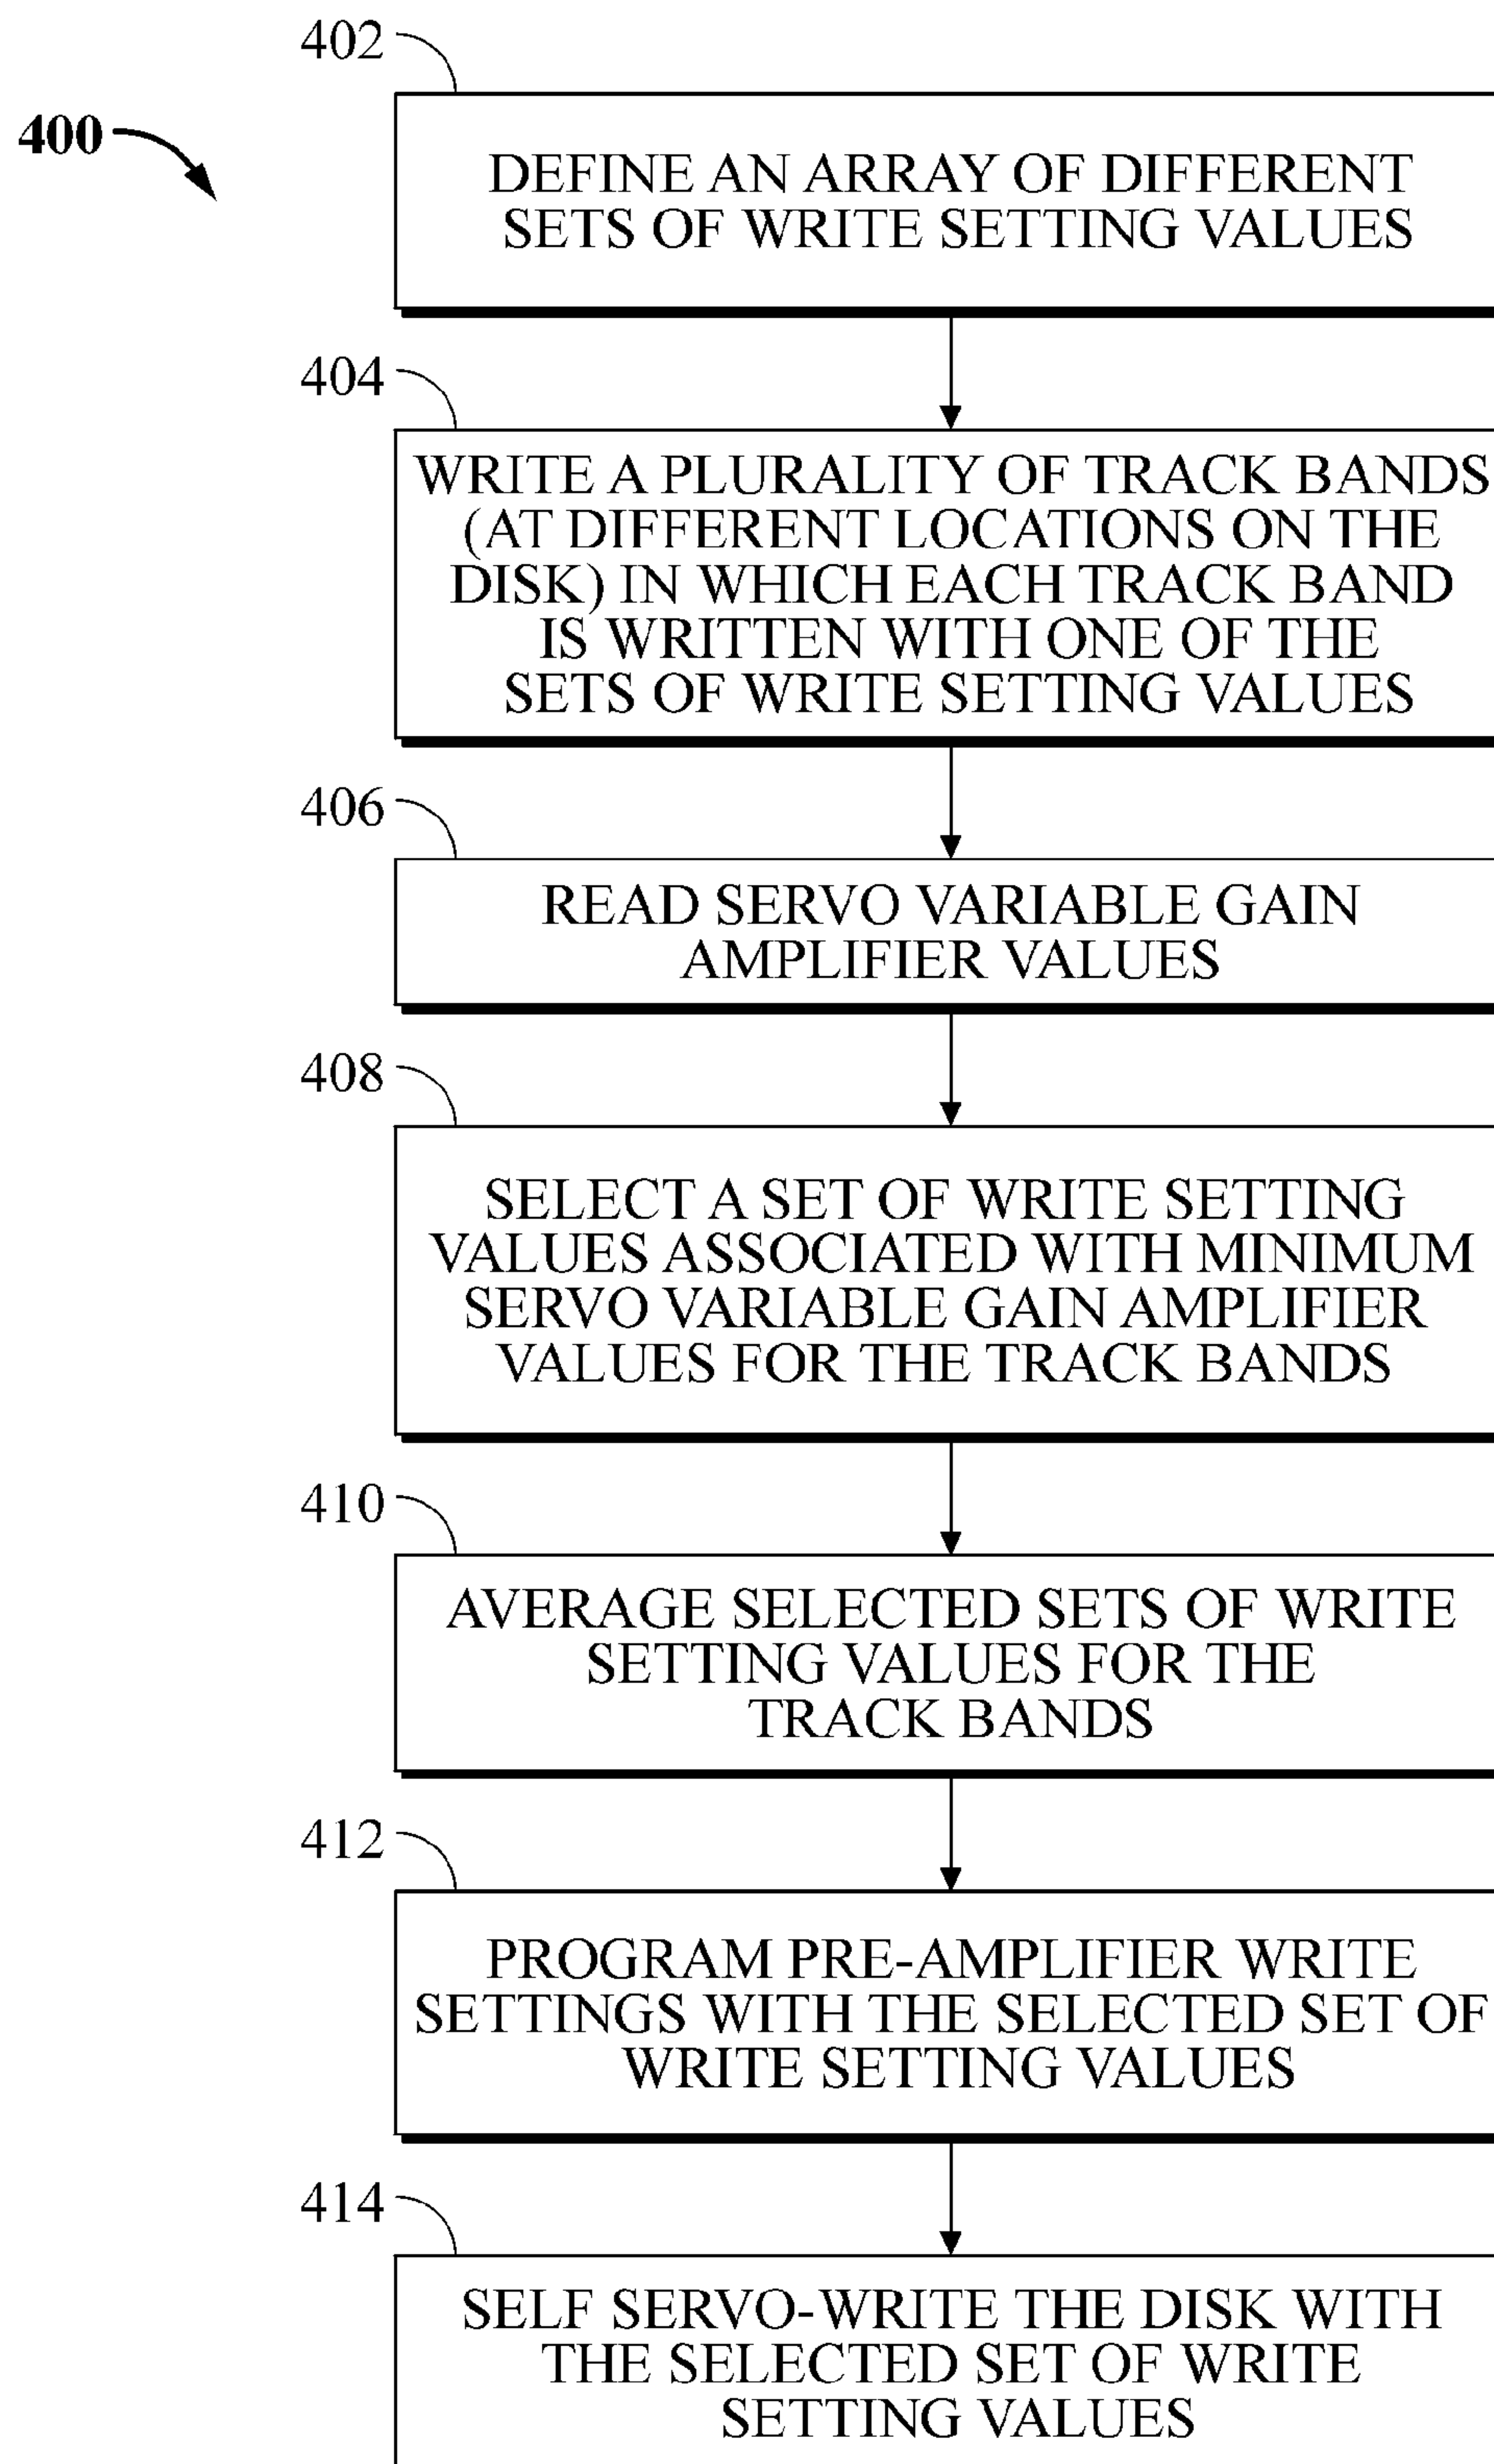 402
400
DEFINE AN ARRAY OF DIFFERENT
SETS OF WRITE SETTING VALUES
404
WRITE A PLURALITY OF TRACK BANDS
(AT DIFFERENT LOCATIONS ON THE
DISK) IN WHICH EACH TRACK BAND
IS WRITTEN WITH ONE OF THE
SETS OF WRITE SETTING VALUES
406
READ SERVO VARIABLE GAIN
AMPLIFIER VALUES
408
SELECT A SET OF WRITE SETTING
VALUES ASSOCIATED WITH MINIMUM
SERVO VARIABLE GAIN AMPLIFIER
VALUES FOR THE TRACK BANDS
410
AVERAGE SELECTED SETS OF WRITE
SETTING VALUES FOR THE
TRACK BANDS
412
PROGRAM PRE-AMPLIFIER WRITE
SETTINGS WITH THE SELECTED SET OF
WRITE SETTING VALUES
414
SELF SERVO-WRITE THE DISK WITH
THE SELECTED SET OF WRITE
SETTING VALUES